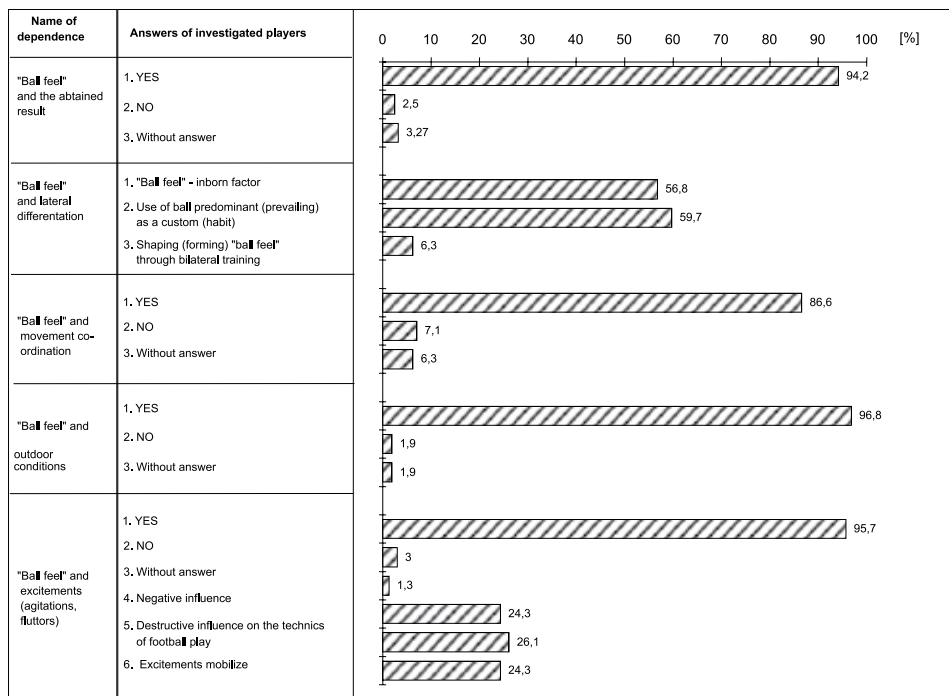 Name of
dependence
Answers of investigated players
0 10 20 30 40 50 60 70 80 90 100 [%]
"Ball feel"
and the abtained
result
1. YES
94,2
2. NO
2,5
3. Without answer
3,27
"Ball feel"
and lateral
differentation
1. "Ball feel" - inborn factor
56,8
2. Use of ball predominant (prevailing)
as a custom (habit)
59,7
3. Shaping (forming) "ball feel"
through bilateral training
6,3
"Ball feel" and
movement co-
ordination
1. YES
86,6
2. NO
7,1
3. Without answer
6,3
"Ball feel" and
outdoor
conditions
1. YES
96,8
2. NO
1,9
3. Without answer
1,9
"Ball feel" and
excitements
(agitations,
fluttors)
1. YES
95,7
2. NO
3
3. Without answer
1,3
4. Negative influence
24,3
5. Destructive influence on the technics
of football play
26,1
6. Excitements mobilize
24,3